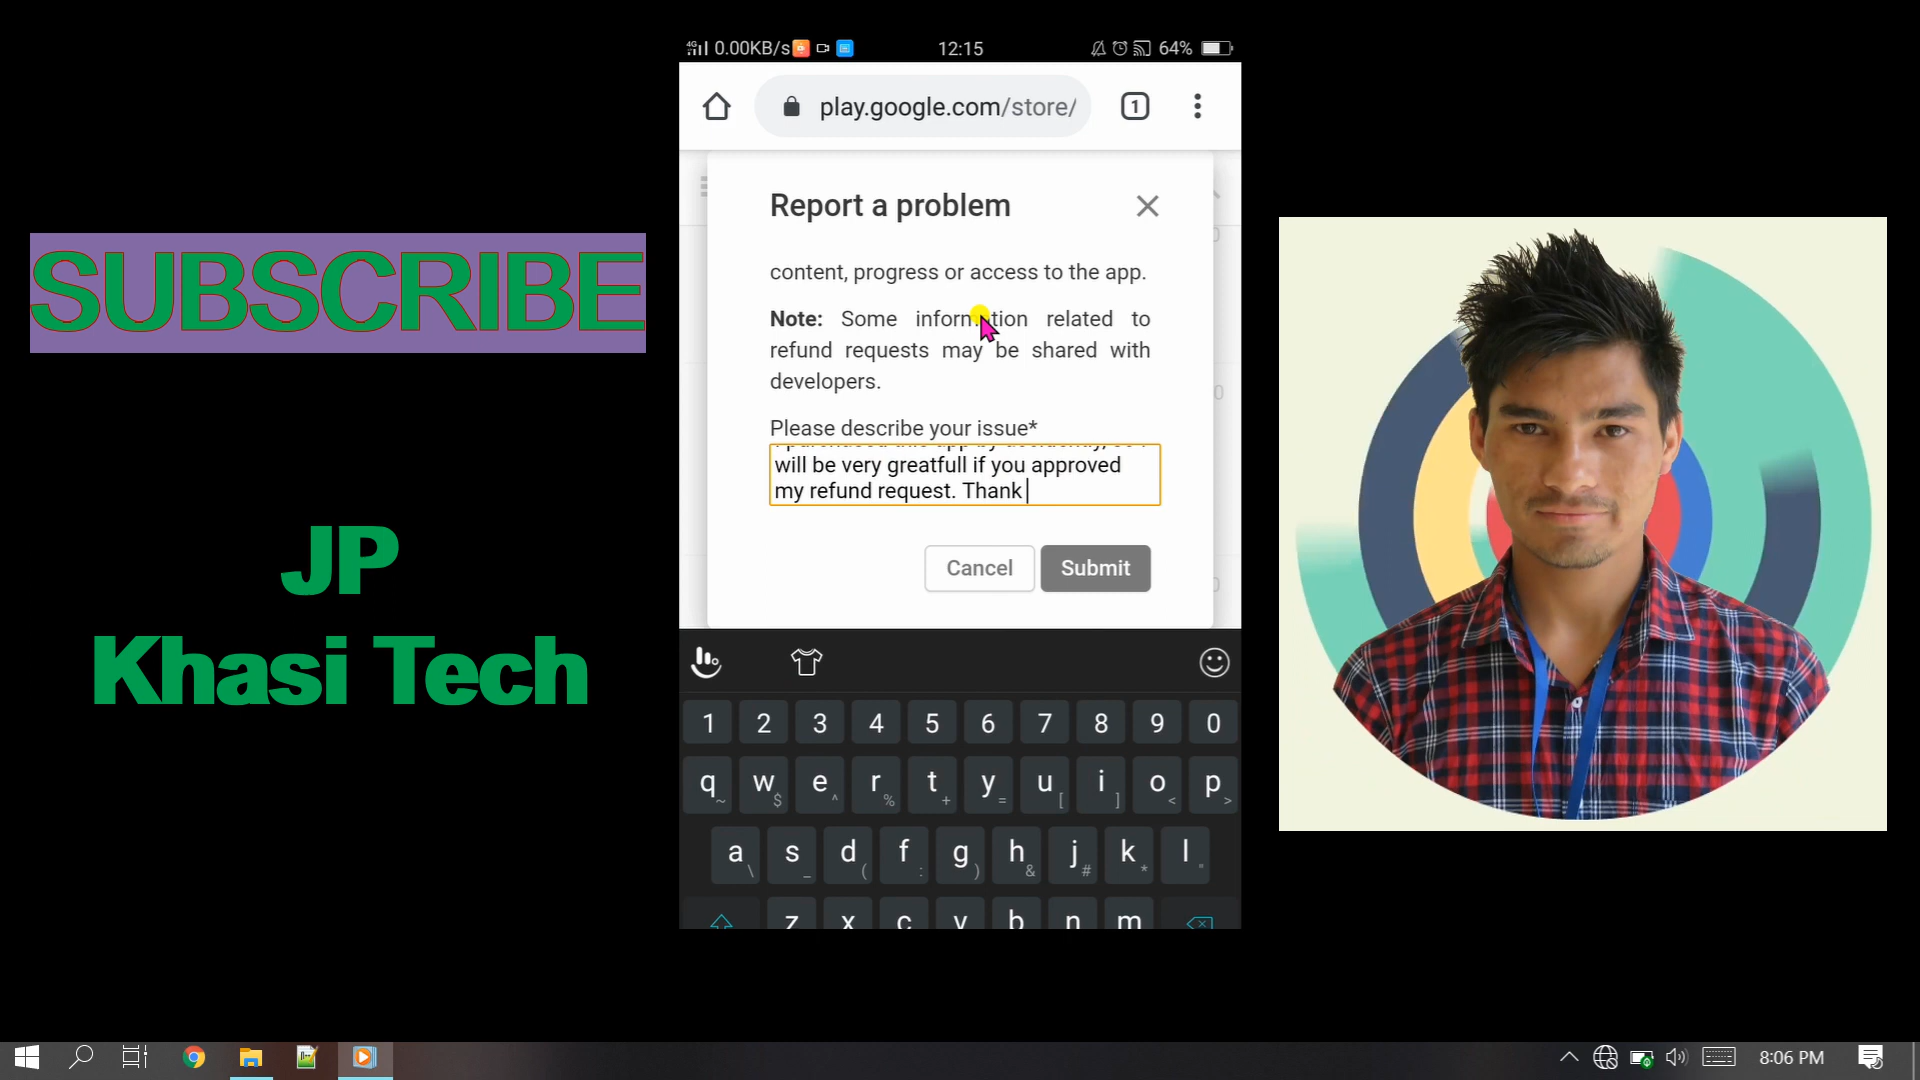 SUBSCRIBE
JP
Khasi Tech
4G 0.00KB/s 12:15 64%
play.google.com/store/ 1
Report a problem
content, progress or access to the app.
Note: Some information related to
refund requests may be shared with
developers.
Please describe your issue*
will be very greatfull if you approved
my refund request. Thank
Cancel Submit
1 2 3 4 5 6 7 8 9 0
q w e r t y u i o p
~ $ ^ % + = [ ] < >
a s d f g h j k l
\ _ ( : ) & # * "
z x c v b n m
8:06 PM